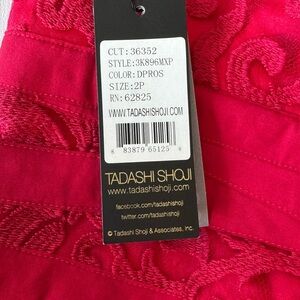 CUT:36352
STYLE:3K896MXP
COLOR:DPROS
SIZE:2P
RN:62825
WWW.TADASHISHOJI.COM
8 83879 65125
TADASHI SHOJI
www.tadashishoji.com
facebook.com/tadashishoji
twitter.com/tadashishoji
© Tadashi Shoji & Associates, Inc.